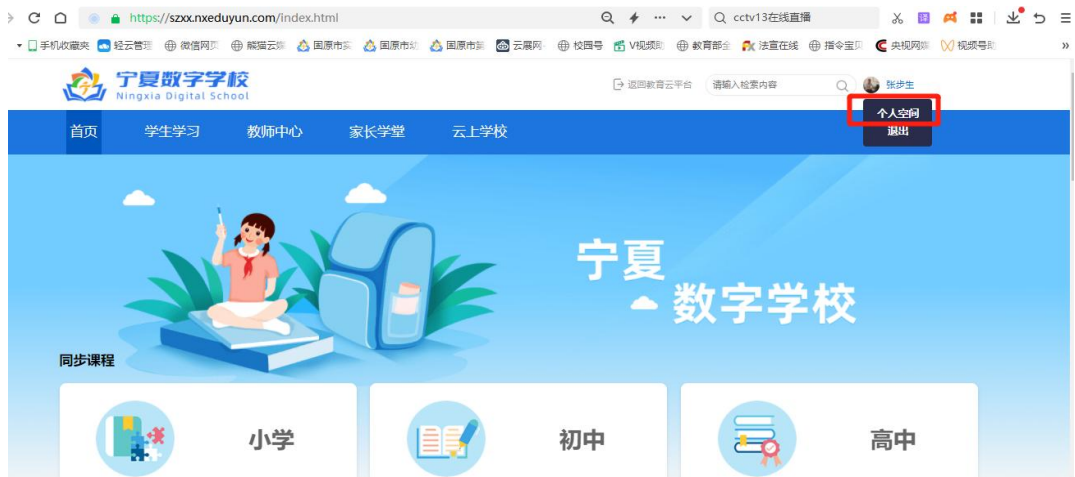 https://szxx.nxeduyun.com/index.html
cctv13在线直播
手机收藏夹 轻云管理 微信网页 熊猫云 国原市 国原市 国原市 云展网 校园号 V视频 教育部全 法宣在线 指令宝贝 央视网 视频号
宁夏数字学校
Ningxia Digital School
返回教育云平台
请输入检索内容
张步生
首页 学生学习 教师中心 家长学堂 云上学校
个人空间
退出
宁夏
数字学校
同步课程
小学 初中 高中